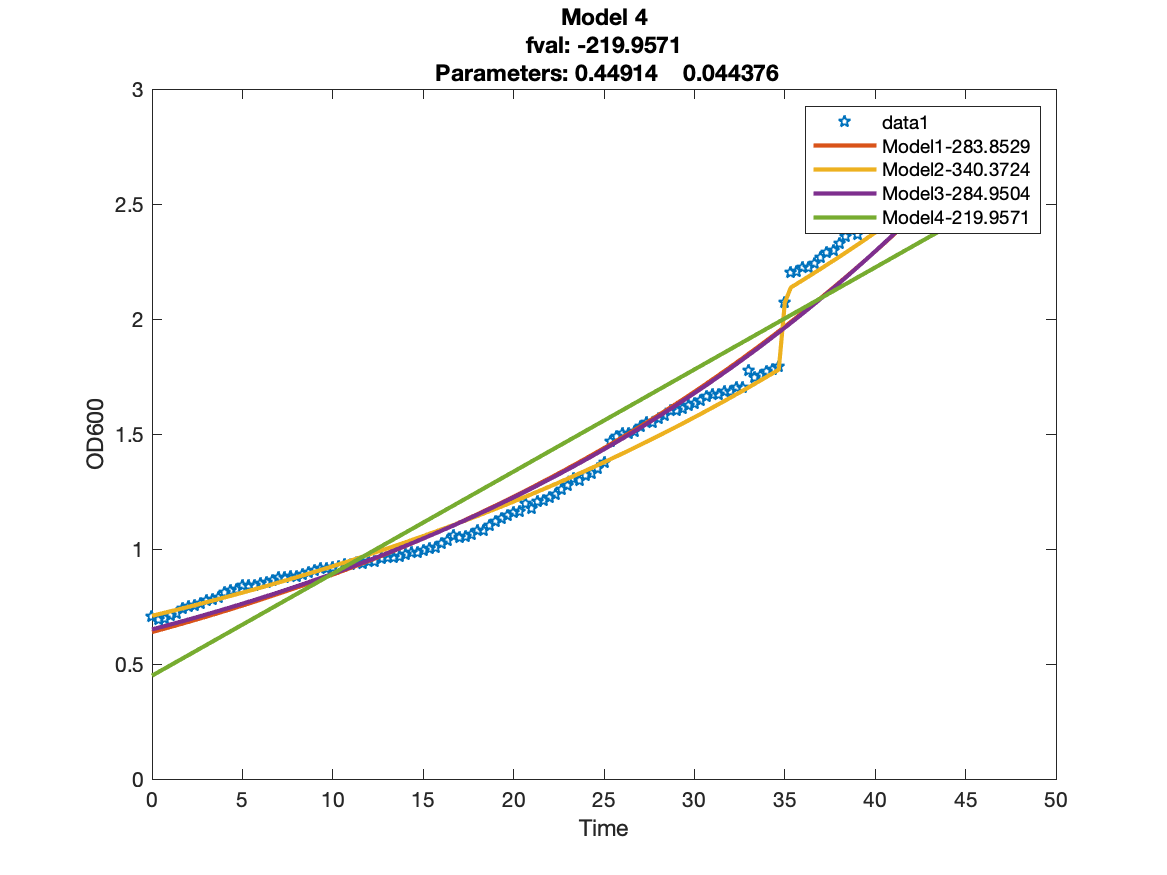 Model 4
fval: -219.9571
Parameters: 0.44914 0.044376
3
2.5
2
1.5
1
0.5
0
OD600
data1
Model1-283.8529
Model2-340.3724
Model3-284.9504
Model4-219.9571
0 5 10 15 20 25 30 35 40 45 50
Time